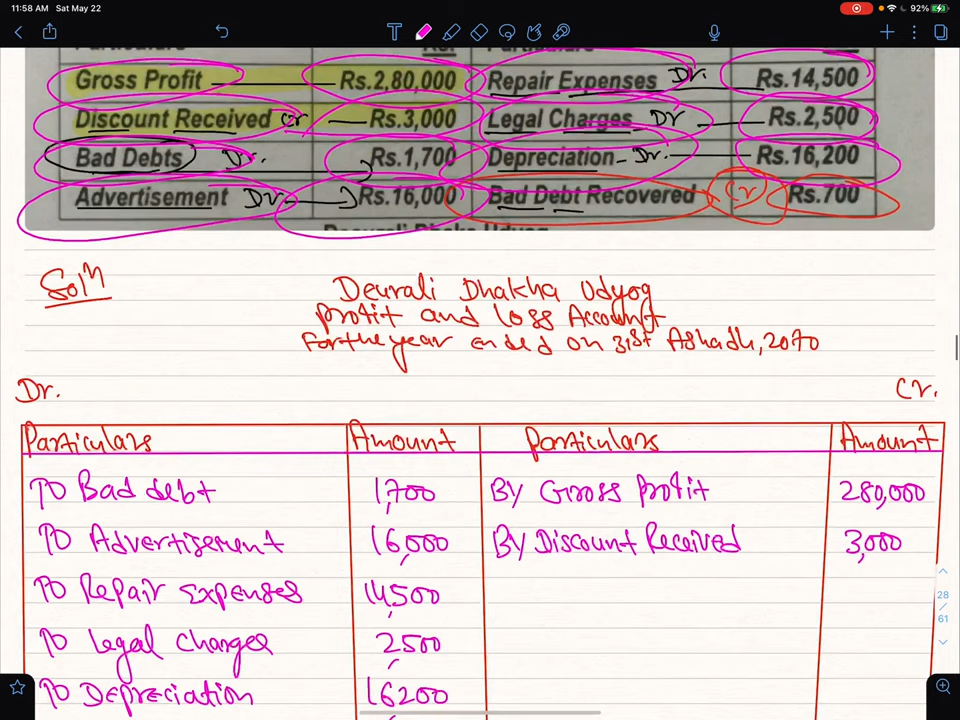 11:58 AM Sat May 22
92%
Gross Profit Rs.2,80,000 Repair Expenses Dr. Rs.14,500
Discount Received Cr Rs.3,000 Legal Charges Dr Rs.2,500
Bad Debts Dr. Rs.1,700 Depreciation Dr. Rs.16,200
Advertisement Dr Rs.16,000 Bad Debt Recovered Cr Rs.700
Soln
Deurali Dhakha Udyog
Profit and loss Account
For the year ended on 31st Ashadh, 2070
Dr. Cr.
Particulars Amount Particulars Amount
To Bad debt 1,700 By Gross profit 280,000
To Advertisement 16,000 By Discount Received 3,000
To Repair expenses 14,500
To Legal charges 2500
To Depreciation 16200
28
/
61